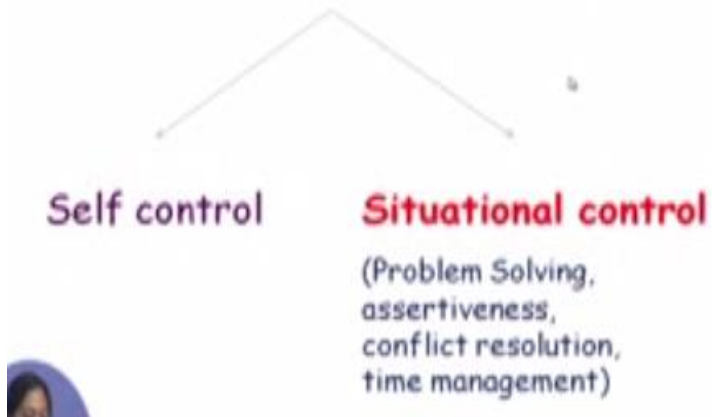 Self control
Situational control
(Problem Solving,
assertiveness,
conflict resolution,
time management)